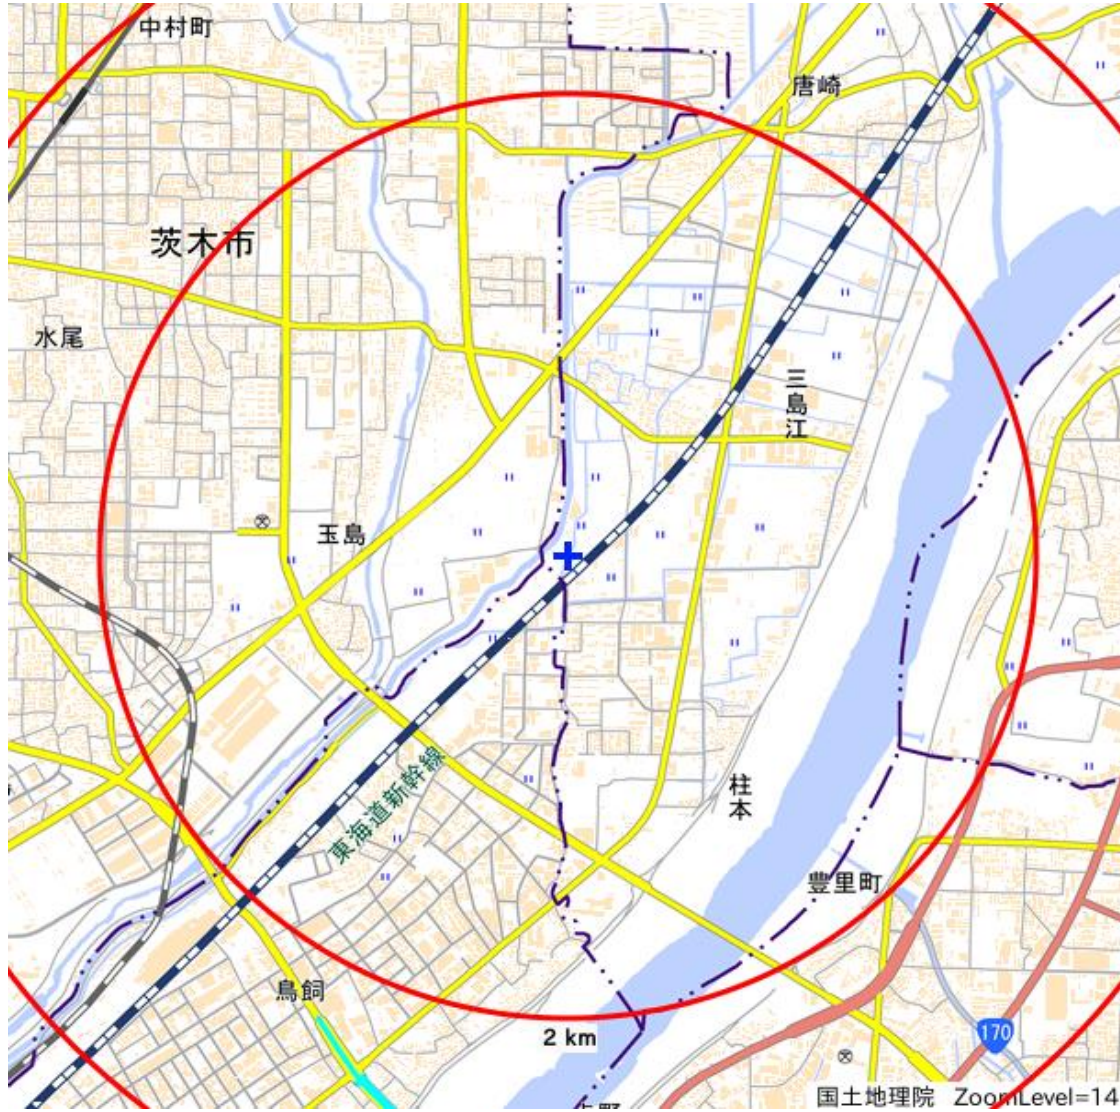 中村町
唐崎
茨木市
水尾
三島江
玉島
東海道新幹線
柱本
豊里町
鳥飼
2 km
170
国土地理院 ZoomLevel=14